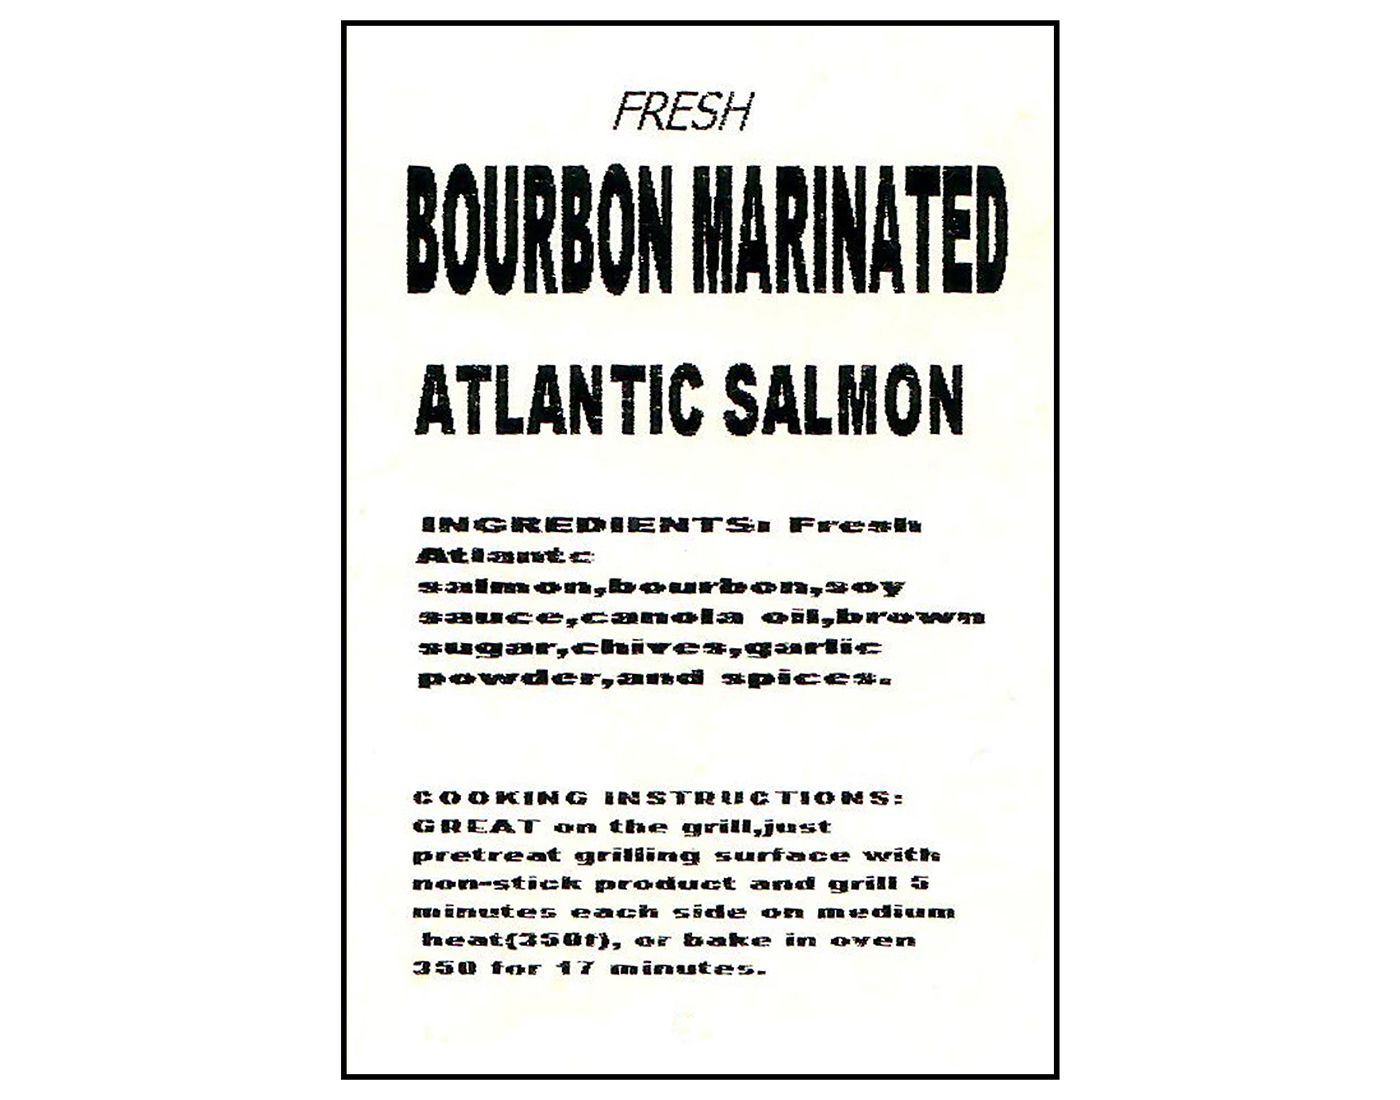 FRESH
BOURBON MARINATED
ATLANTIC SALMON
INGREDIENTS: Fresh
Atlantc
salmon,bourbon,soy
sauce,canola oil,brown
sugar,chives,garlic
powder,and spices.
COOKING INSTRUCTIONS:
GREAT on the grill,just
pretreat grilling surface with
non-stick product and grill 5
minutes each side on medium
heat(350f), or bake in oven
350 for 17 minutes.